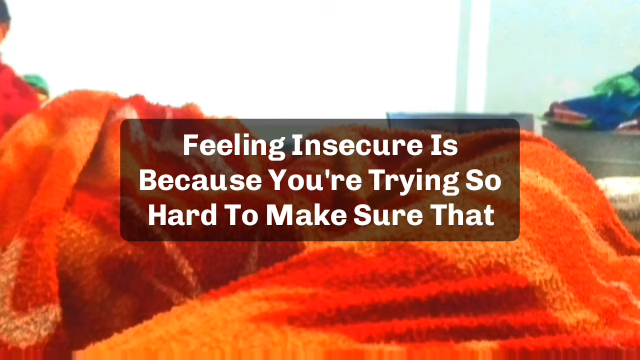 Feeling Insecure Is
Because You're Trying So
Hard To Make Sure That